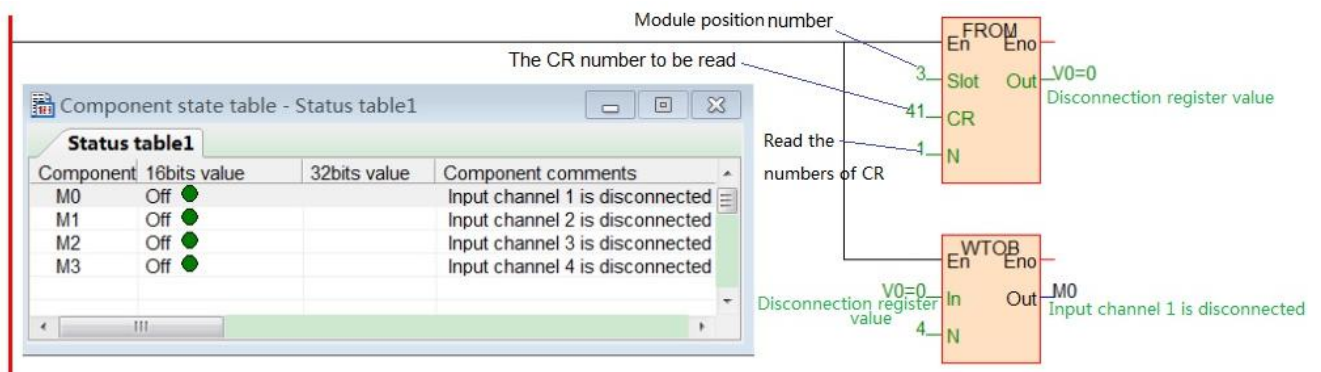 Module position number
The CR number to be read
Read the
numbers of CR
FROM
En Eno
3 Slot Out V0=0
Disconnection register value
41 CR
1 N
Component state table - Status table1
Status table1
Component 16bits value 32bits value Component comments
M0 Off Input channel 1 is disconnected
M1 Off Input channel 2 is disconnected
M2 Off Input channel 3 is disconnected
M3 Off Input channel 4 is disconnected
WTOB
En Eno
V0=0 In Out M0
Disconnection register
value
Input channel 1 is disconnected
4 N